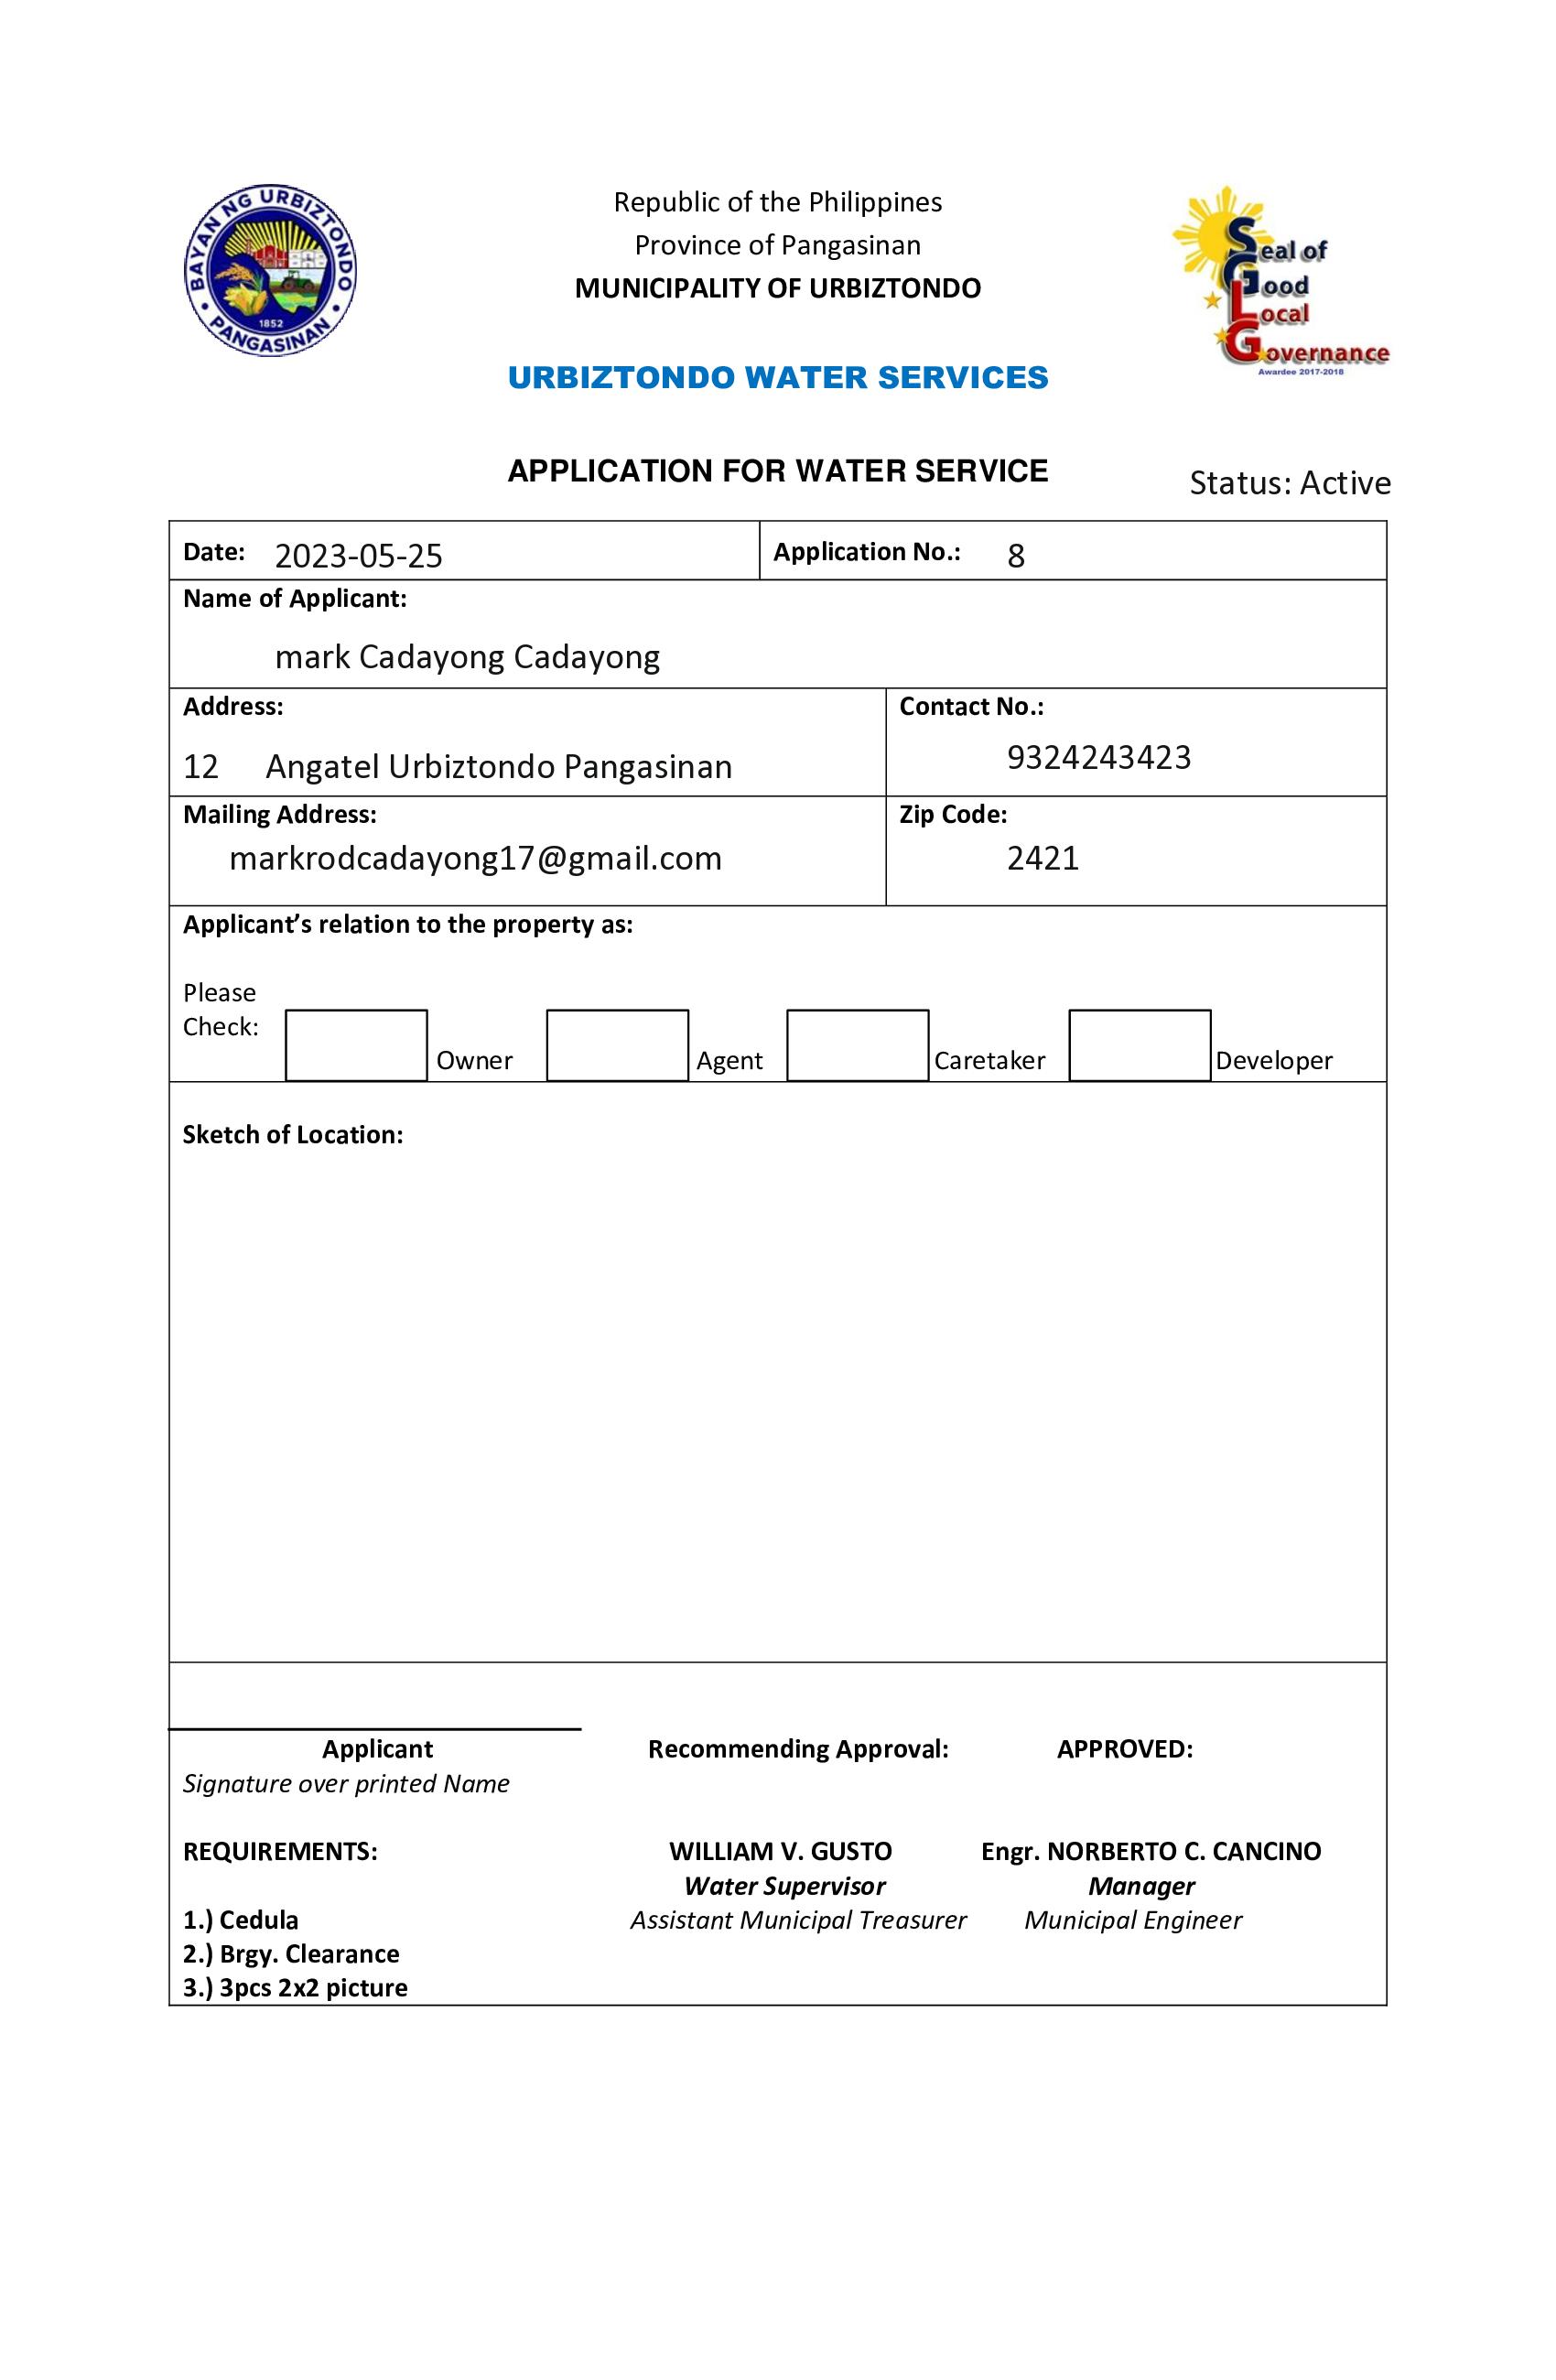 BAYAN NG URBIZTONDO
1852
PANGASINAN
Republic of the Philippines
Province of Pangasinan
MUNICIPALITY OF URBIZTONDO
Seal of
Good
Local
Governance
Awardee 2017-2018
URBIZTONDO WATER SERVICES
APPLICATION FOR WATER SERVICE
Status: Active
Date: 2023-05-25 Application No.: 8
Name of Applicant:
mark Cadayong Cadayong
Address: Contact No.:
12 Angatel Urbiztondo Pangasinan 9324243423
Mailing Address: Zip Code:
markrodcadayong17@gmail.com 2421
Applicant’s relation to the property as:
Please
Check:
Owner Agent Caretaker Developer
Sketch of Location:
Applicant Recommending Approval: APPROVED:
Signature over printed Name
REQUIREMENTS: WILLIAM V. GUSTO Engr. NORBERTO C. CANCINO
Water Supervisor Manager
1.) Cedula Assistant Municipal Treasurer Municipal Engineer
2.) Brgy. Clearance
3.) 3pcs 2x2 picture